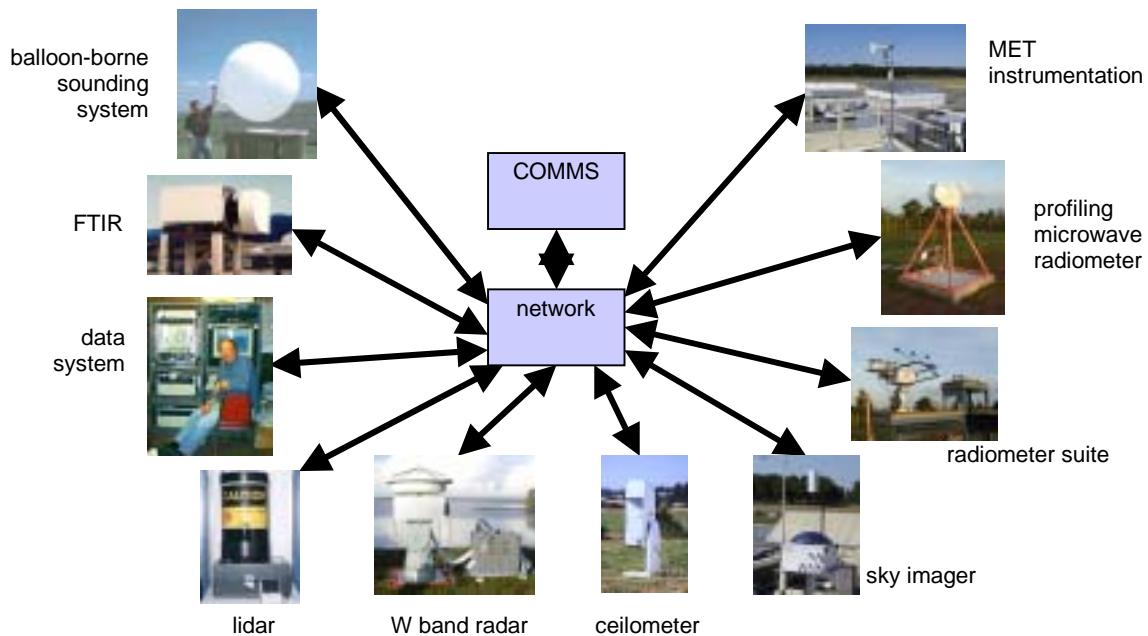 balloon-borne
sounding
system
MET
instrumentation
COMMS
FTIR
profiling
microwave
radiometer
network
data
system
radiometer suite
sky imager
lidar
W band radar
ceilometer